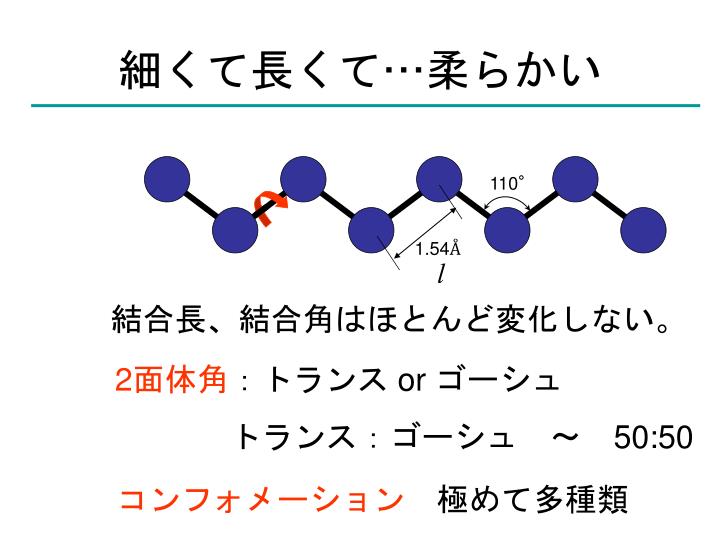 細くて長くて…柔らかい
110°
1.54Å
l
結合長、結合角はほとんど変化しない。
2面体角：トランス or ゴーシュ
トランス：ゴーシュ　～　50:50
コンフォメーション　極めて多種類